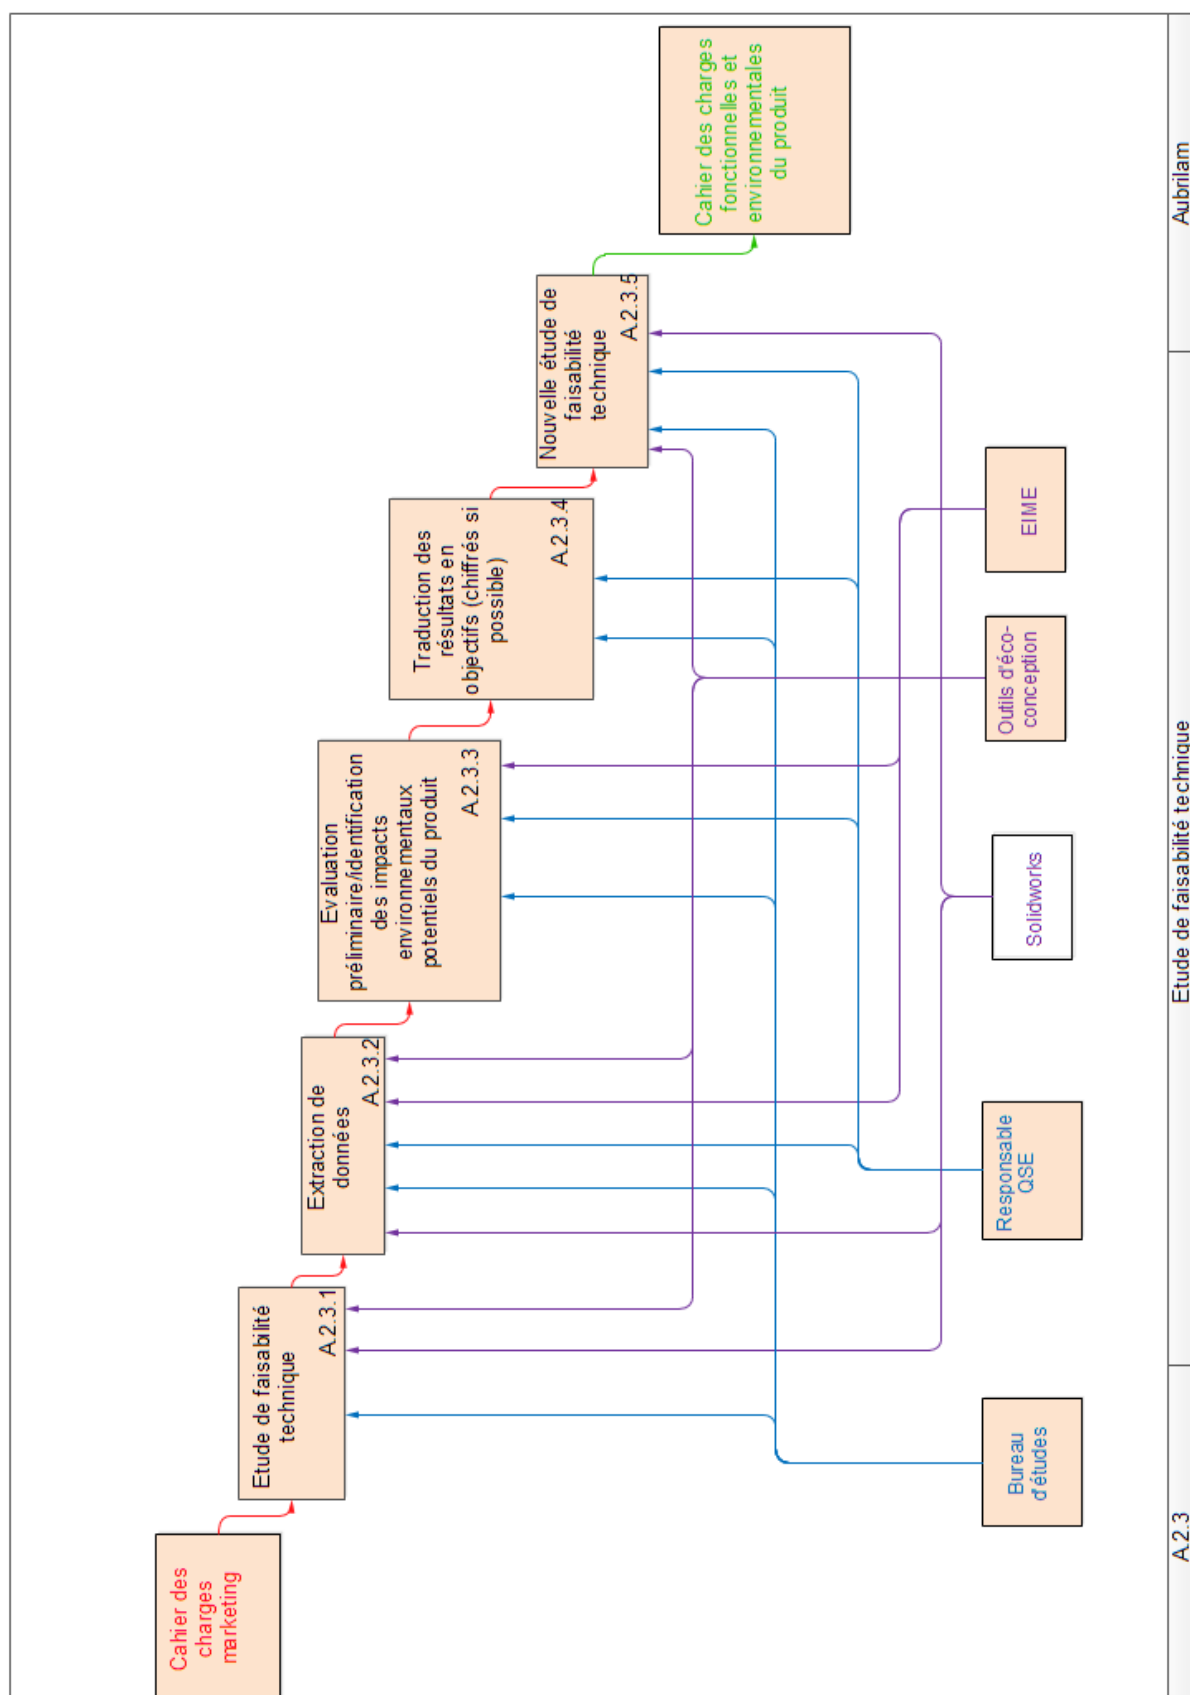 Cahier des
charges
marketing
Etude de faisabilité
technique
A.2.3.1
Extraction de
données
A.2.3.2
Evaluation
préliminaire/identification
des impacts
environnementaux
potentiels du produit
A.2.3.3
Traduction des
résultats en
objectifs (chiffrés si
possible)
A.2.3.4
Nouvelle étude de
faisabilité
technique
A.2.3.5
Cahier des charges
fonctionnelles et
environnementales
du produit
Bureau
d'études
Responsable
QSE
Solidworks
Outils d'éco-
conception
EIME
A.2.3
Etude de faisabilité technique
Aubrilam